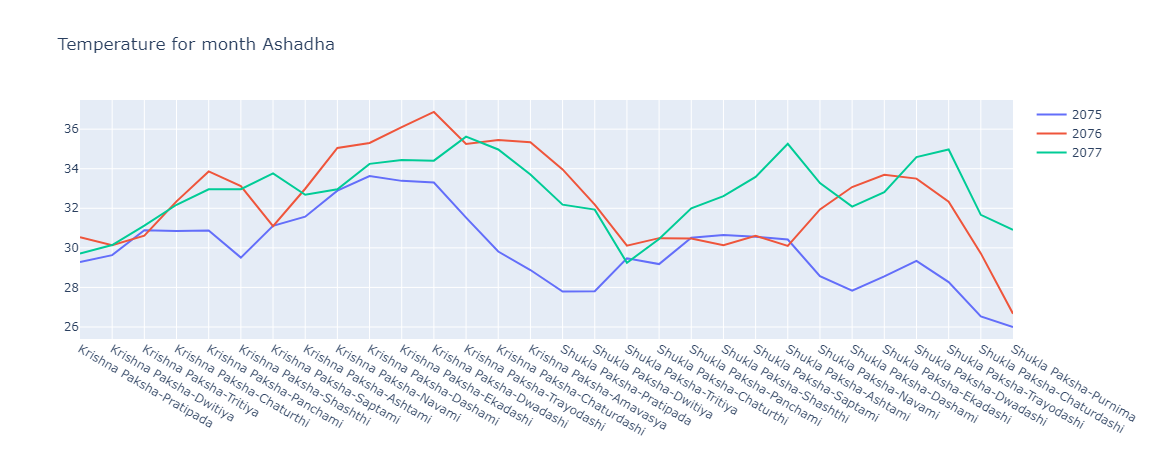 Temperature for month Ashadha
2075
2076
2077
36
34
32
30
28
26
Krishna Paksha-Pratipada
Krishna Paksha-Dwitiya
Krishna Paksha-Tritiya
Krishna Paksha-Chaturthi
Krishna Paksha-Panchami
Krishna Paksha-Shashthi
Krishna Paksha-Saptami
Krishna Paksha-Ashtami
Krishna Paksha-Navami
Krishna Paksha-Dashami
Krishna Paksha-Ekadashi
Krishna Paksha-Dwadashi
Krishna Paksha-Trayodashi
Krishna Paksha-Chaturdashi
Krishna Paksha-Amavasya
Shukla Paksha-Pratipada
Shukla Paksha-Dwitiya
Shukla Paksha-Tritiya
Shukla Paksha-Chaturthi
Shukla Paksha-Panchami
Shukla Paksha-Shashthi
Shukla Paksha-Saptami
Shukla Paksha-Ashtami
Shukla Paksha-Navami
Shukla Paksha-Dashami
Shukla Paksha-Ekadashi
Shukla Paksha-Dwadashi
Shukla Paksha-Trayodashi
Shukla Paksha-Chaturdashi
Shukla Paksha-Purnima